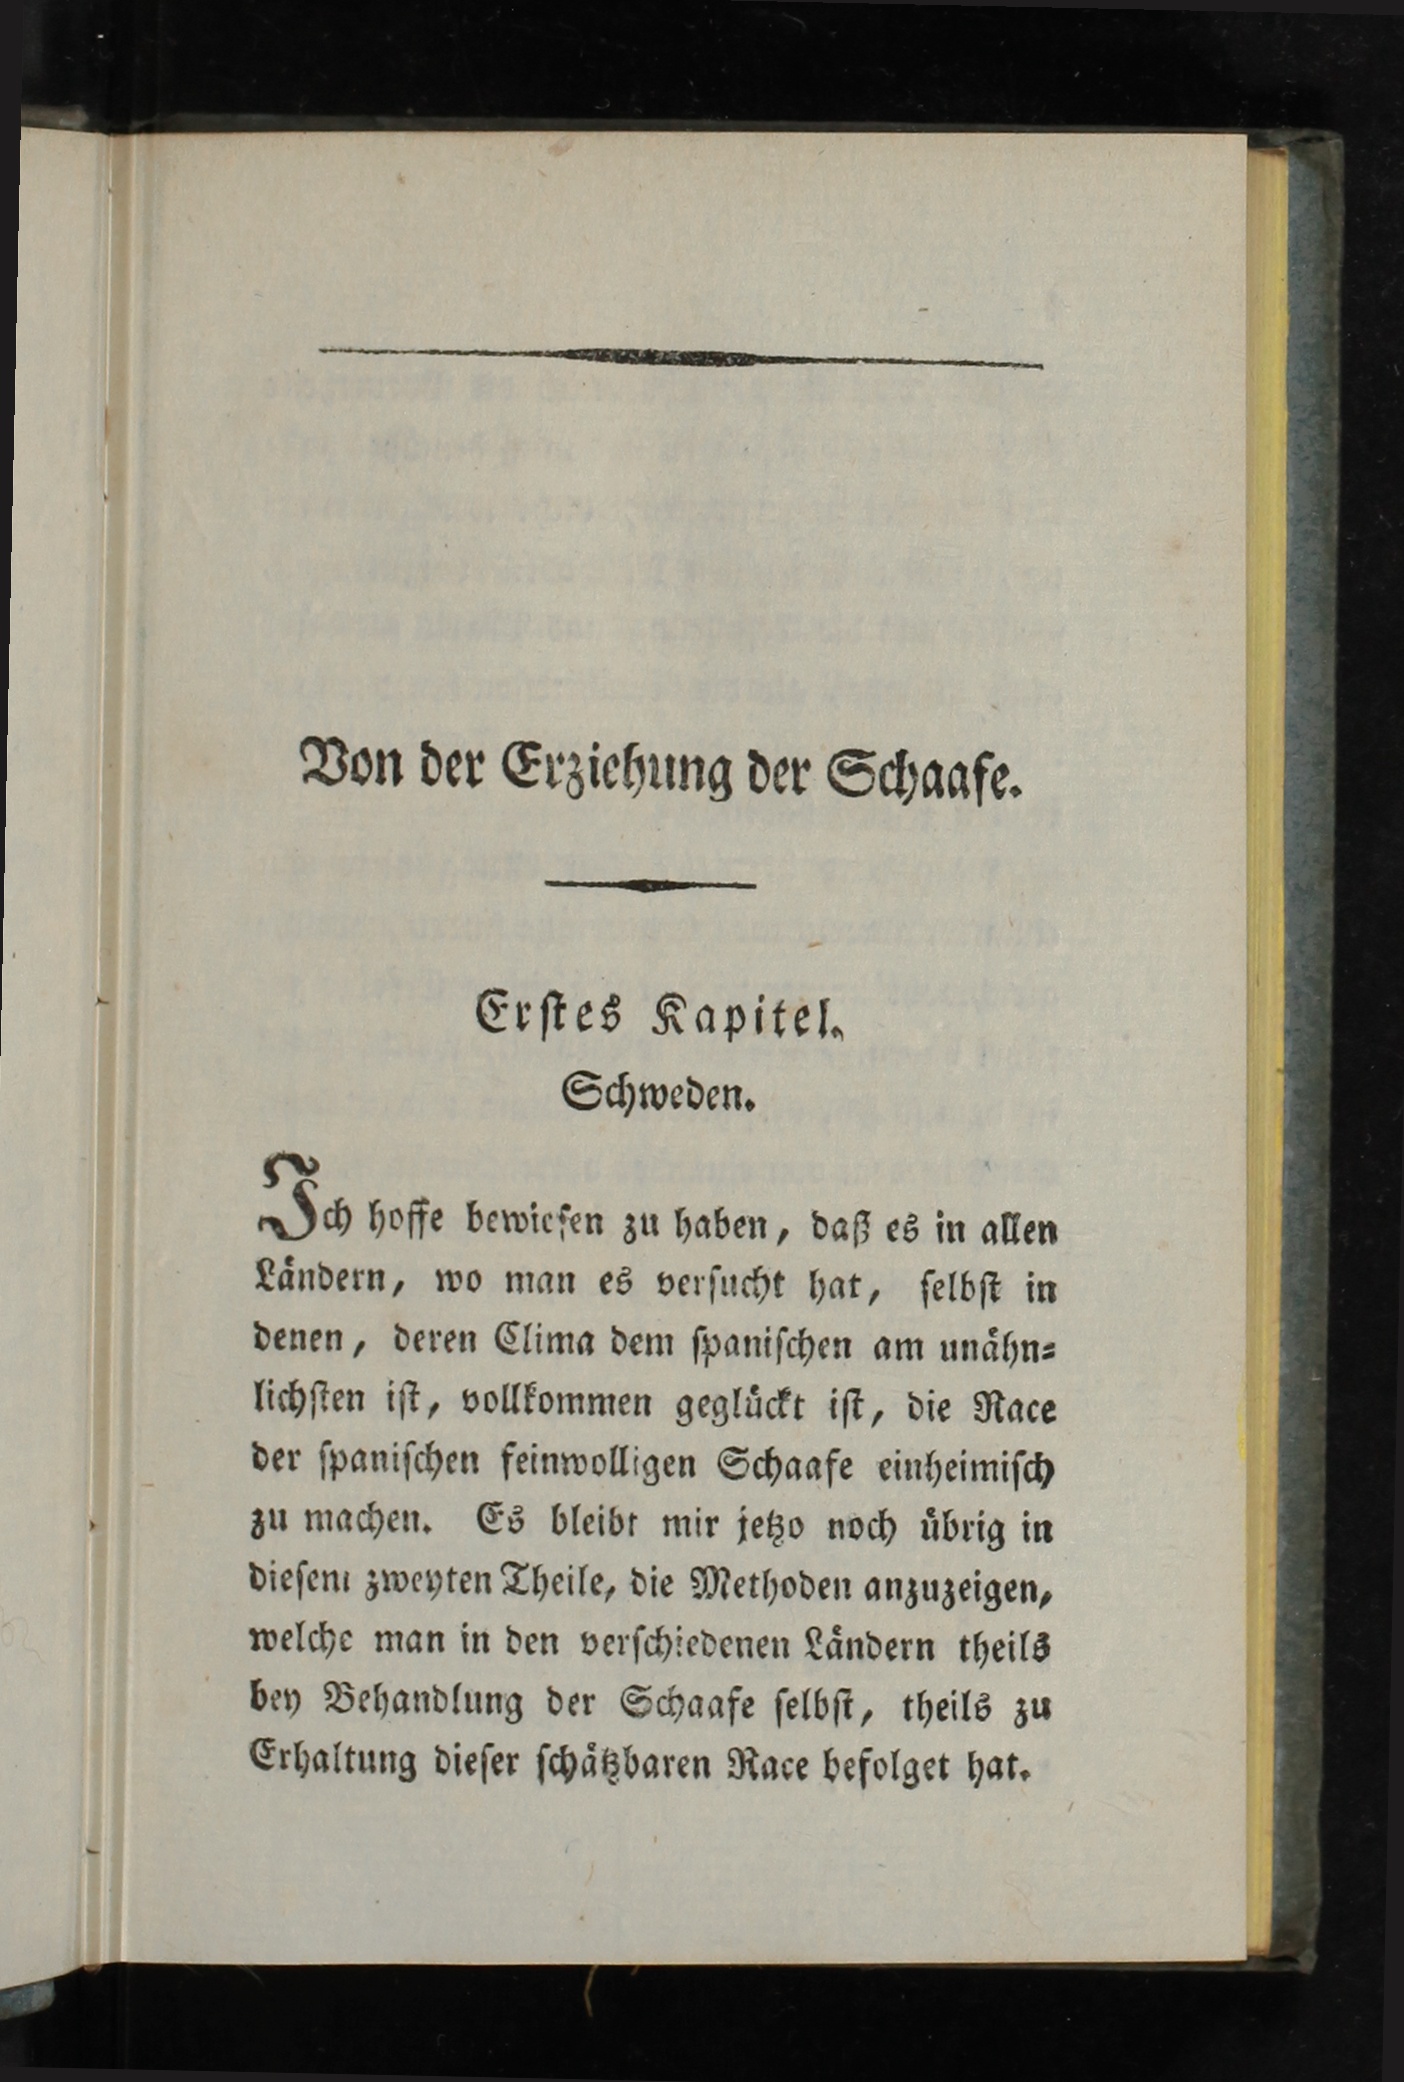 Von der Erziehung der Schaafe.
Erstes Kapitel.
Schweden.
Ich hoffe bewiesen zu haben, daß es in allen
Ländern, wo man es versucht hat, selbst in
denen, deren Clima dem spanischen am unähn-
lichsten ist, vollkommen geglückt ist, die Race
der spanischen feinwolligen Schaafe einheimisch
zu machen. Es bleibt mir jetzo noch übrig in
diesem zweyten Theile, die Methoden anzuzeigen,
welche man in den verschiedenen Ländern theils
bey Behandlung der Schaafe selbst, theils zu
Erhaltung dieser schätzbaren Race befolget hat.